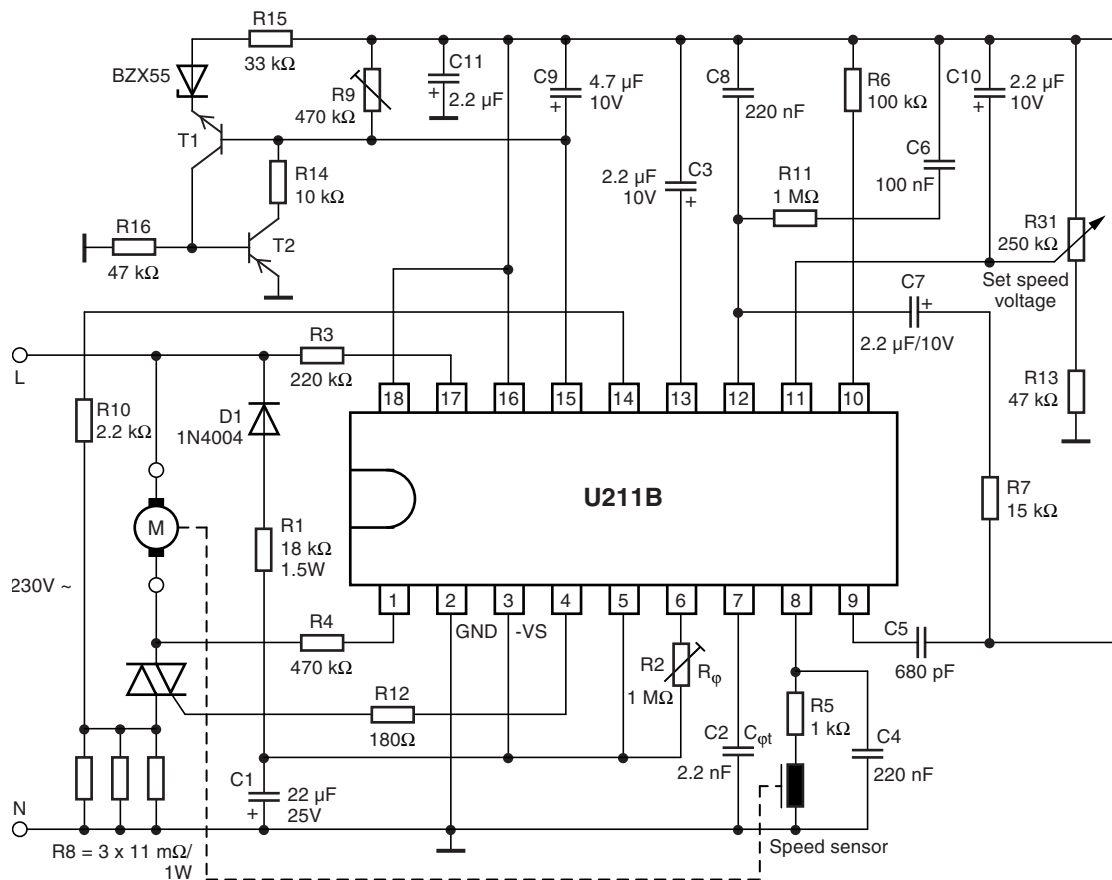 R15
33 kΩ
BZX55
T1
R9
470 kΩ
C11
+
2.2 µF
C9
+
4.7 µF
10V
C8
220 nF
R6
100 kΩ
C10
+
2.2 µF
10V
C6
100 nF
R14
10 kΩ
C3
2.2 µF
10V
+
R11
1 MΩ
R16
47 kΩ
T2
R31
250 kΩ
Set speed
voltage
C7
+
2.2 µF/10V
L
R3
220 kΩ
R10
2.2 kΩ
D1
1N4004
18
17
16
15
14
13
12
11
10
R13
47 kΩ
U211B
R7
15 kΩ
M
R1
18 kΩ
1.5W
230V ~
1
2
3
4
5
6
7
8
9
GND
-VS
R4
470 kΩ
C5
680 pF
R2
1 MΩ
Rφ
R12
180Ω
R5
1 kΩ
C4
220 nF
C2
Cφt
2.2 nF
C1
+
22 µF
25V
N
R8 = 3 x 11 mΩ/
1W
Speed sensor